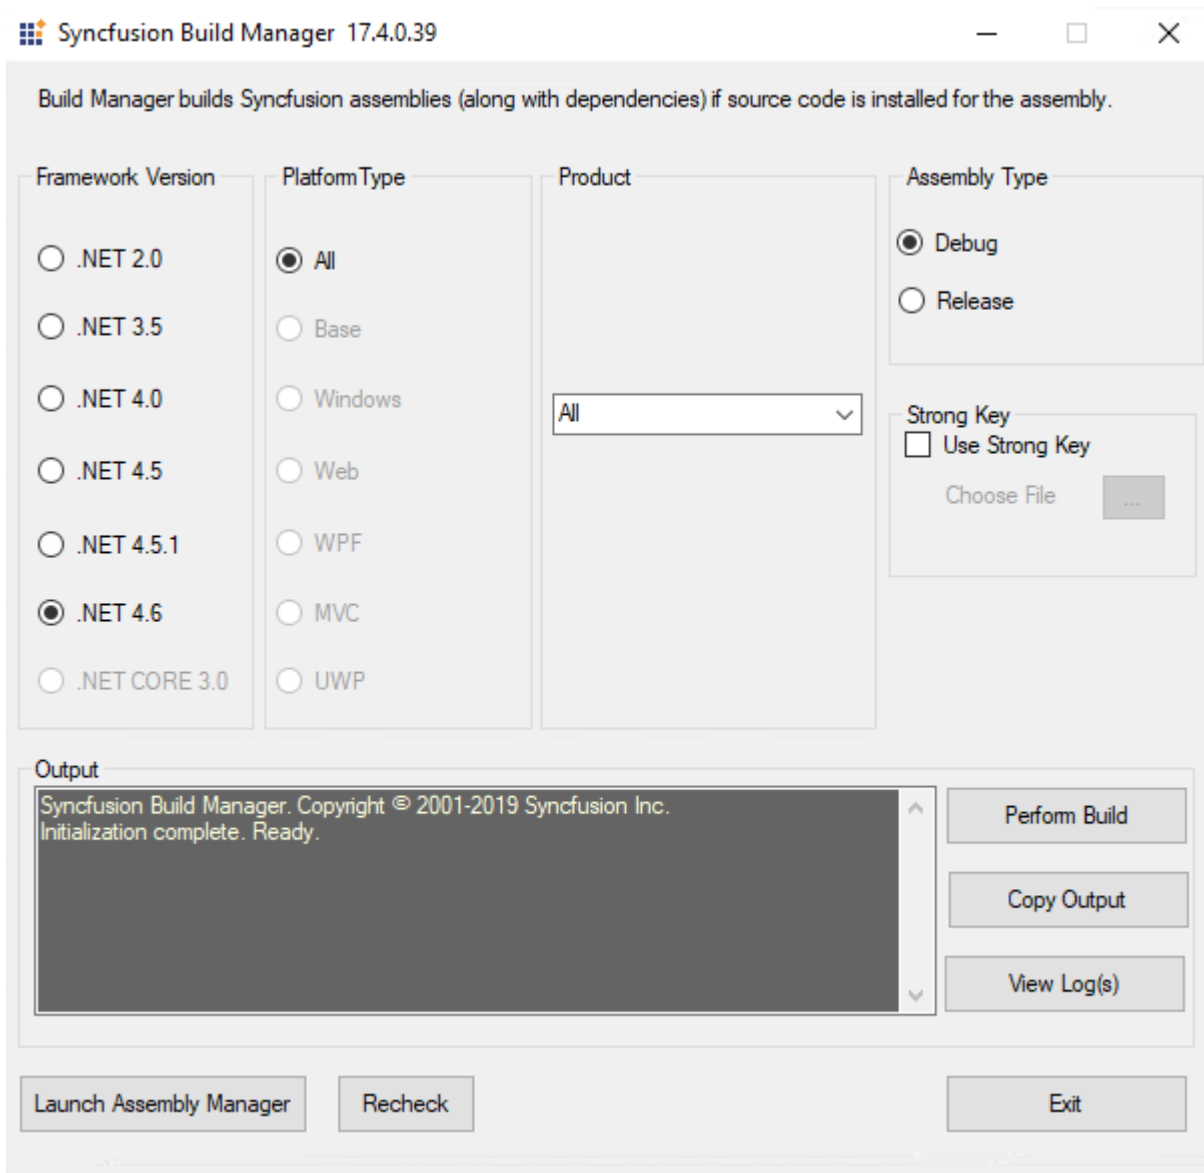 Syncfusion Build Manager 17.4.0.39
Build Manager builds Syncfusion assemblies (along with dependencies) if source code is installed for the assembly.
Framework Version
.NET 2.0
.NET 3.5
.NET 4.0
.NET 4.5
.NET 4.5.1
.NET 4.6
.NET CORE 3.0
Platform Type
All
Base
Windows
Web
WPF
MVC
UWP
Product
All
Assembly Type
Debug
Release
Strong Key
Use Strong Key
Choose File
...
Output
Syncfusion Build Manager. Copyright © 2001-2019 Syncfusion Inc.
Initialization complete. Ready.
Perform Build
Copy Output
View Log(s)
Launch Assembly Manager
Recheck
Exit